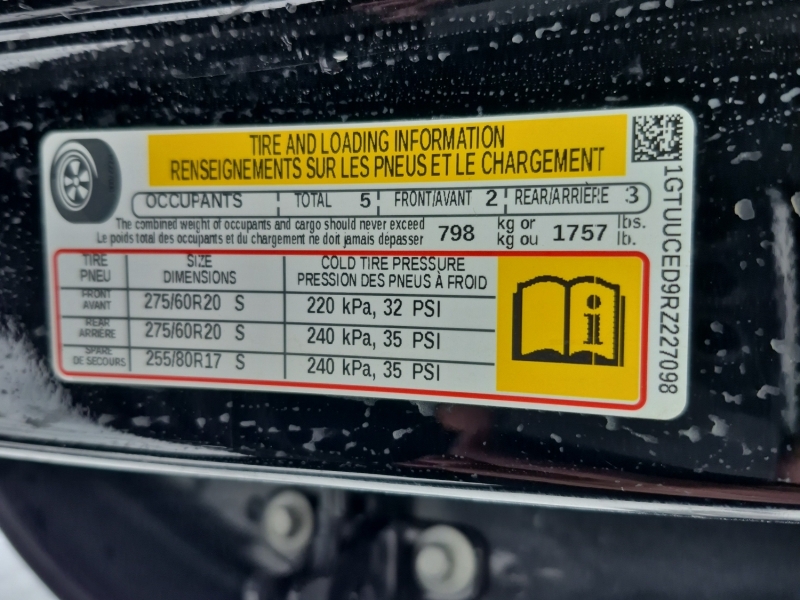 TIRE AND LOADING INFORMATION
RENSEIGNEMENTS SUR LES PNEUS ET LE CHARGEMENT
OCCUPANTS TOTAL 5 FRONT/AVANT 2 REAR/ARRIÈRE 3
The combined weight of occupants and cargo should never exceed 798 kg or 1757 lbs.
Le poids total des occupants et du chargement ne doit jamais dépasser kg ou lb.
TIRE SIZE COLD TIRE PRESSURE
PNEU DIMENSIONS PRESSION DES PNEUS À FROID
FRONT
AVANT 275/60R20 S 220 kPa, 32 PSI
REAR
ARRIÈRE 275/60R20 S 240 kPa, 35 PSI
SPARE
DE SECOURS 255/80R17 S 240 kPa, 35 PSI
i
1GTUUCED9RZ227098